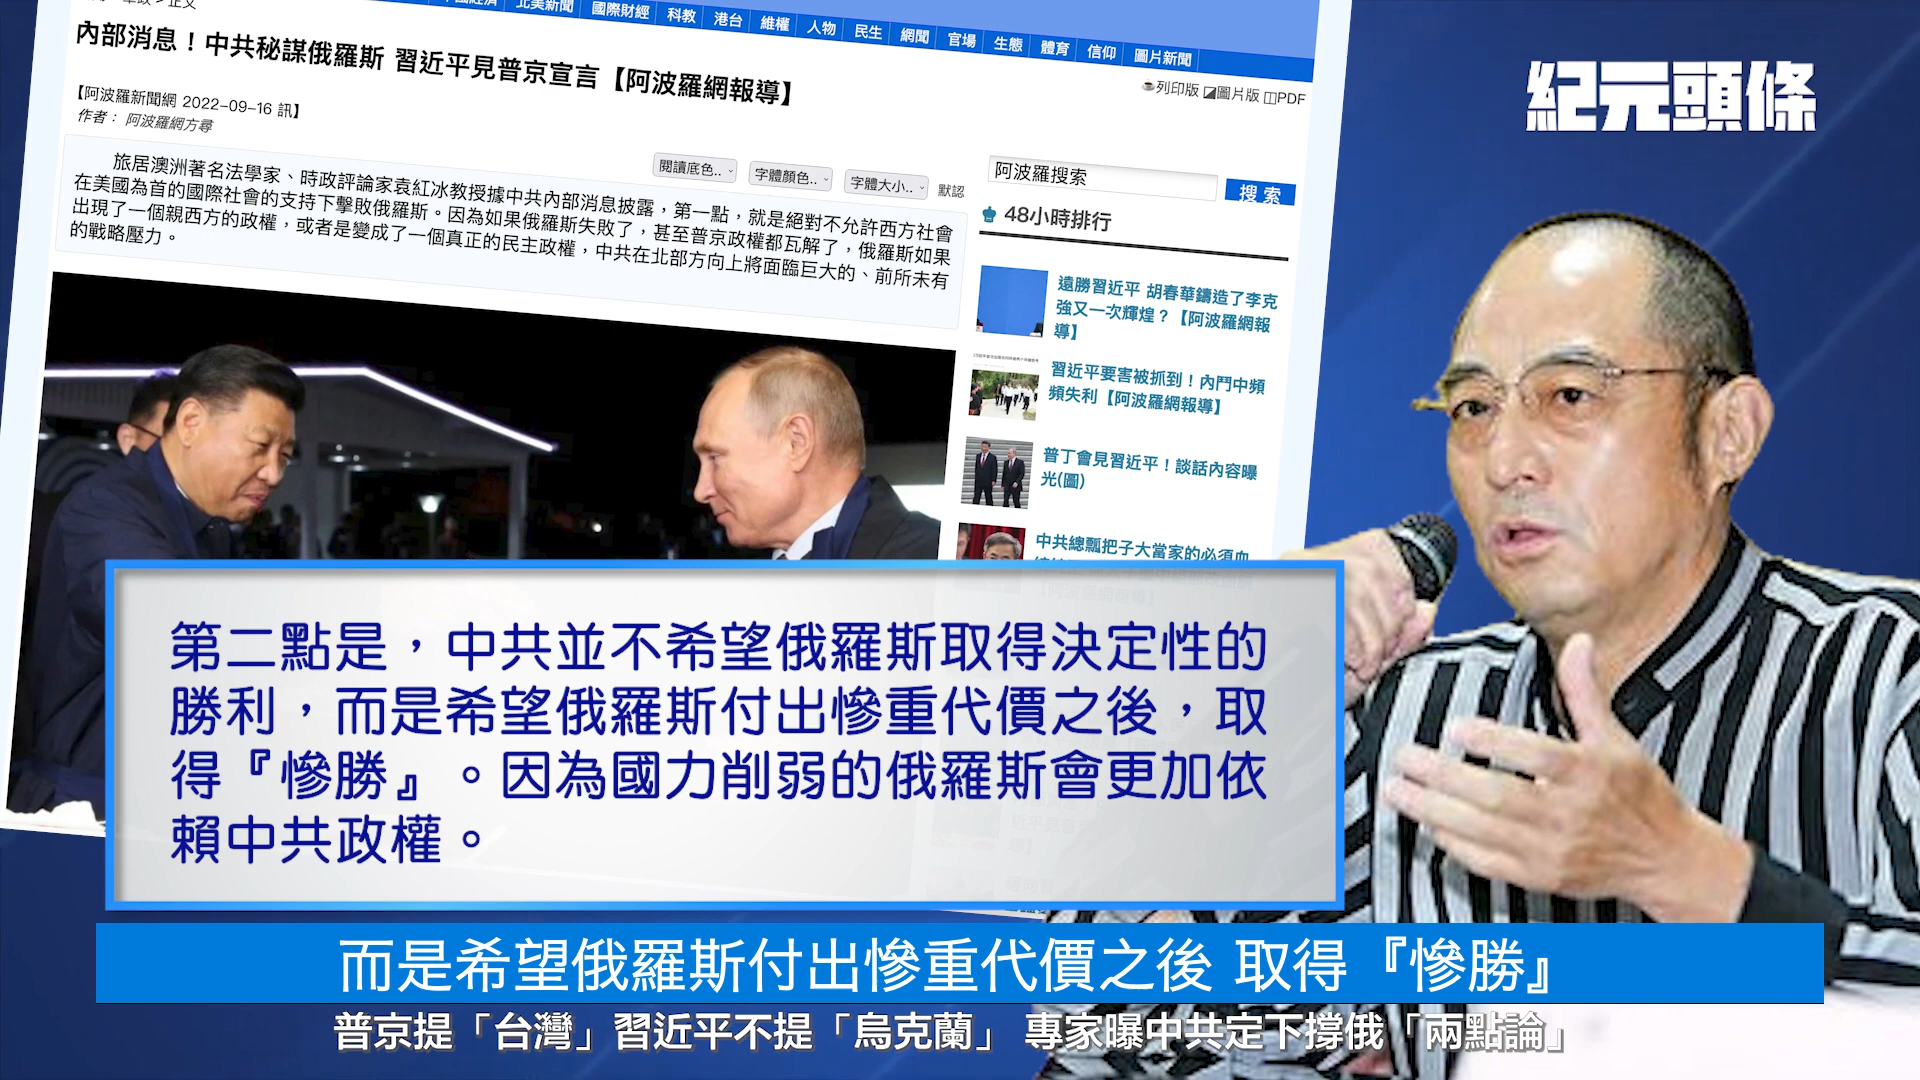 中國經濟 北美新聞 國際財經 科教 港台 維權 人物 民生 網聞 官場 生態 體育 信仰 圖片新聞
內部消息！中共秘謀俄羅斯 習近平見普京宣言【阿波羅網報導】
列印版 圖片版 PDF
【阿波羅新聞網 2022-09-16 訊】
作者： 阿波羅網方尋
閱讀底色.. 字體顏色.. 字體大小.. 默認
旅居澳洲著名法學家、時政評論家袁紅冰教授據中共內部消息披露，第一點，就是絕對不允許西方社會
在美國為首的國際社會的支持下擊敗俄羅斯。因為如果俄羅斯失敗了，甚至普京政權都瓦解了，俄羅斯如果
出現了一個親西方的政權，或者是變成了一個真正的民主政權，中共在北部方向上將面臨巨大的、前所未有
的戰略壓力。
阿波羅搜索
搜 索
48小時排行
遠勝習近平 胡春華鑄造了李克
強又一次輝煌？【阿波羅網報
導】
習近平要害被抓到！內鬥中頻
頻失利【阿波羅網報導】
普丁會見習近平！談話內容曝
光(圖)
中共總瓢把子大當家的必須血
紀元頭條
第二點是，中共並不希望俄羅斯取得決定性的
勝利，而是希望俄羅斯付出慘重代價之後，取
得『慘勝』。因為國力削弱的俄羅斯會更加依
賴中共政權。
而是希望俄羅斯付出慘重代價之後 取得『慘勝』
普京提「台灣」習近平不提「烏克蘭」 專家曝中共定下撐俄「兩點論」